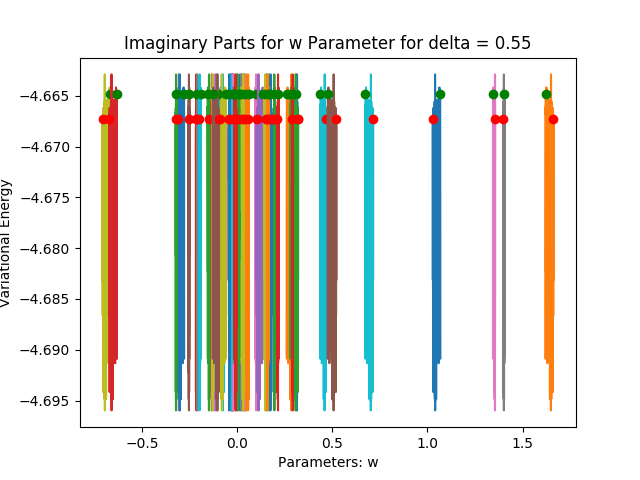 Imaginary Parts for w Parameter for delta = 0.55
Variational Energy
−4.665
−4.670
−4.675
−4.680
−4.685
−4.690
−4.695
−0.5 0.0 0.5 1.0 1.5
Parameters: w